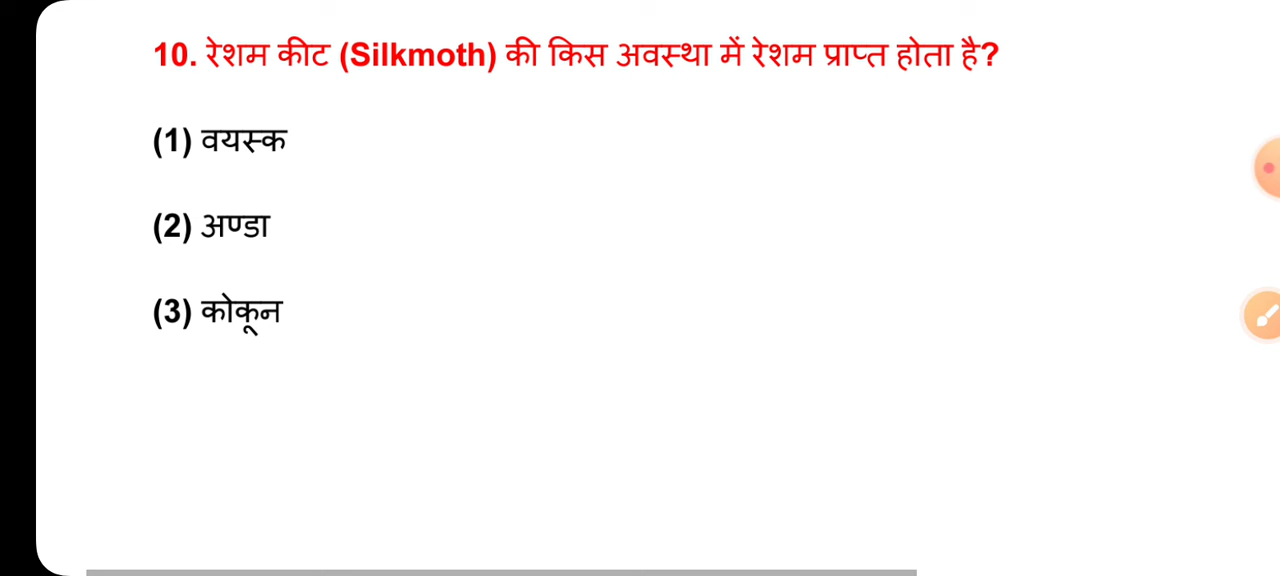 10. रेशम कीट (Silkmoth) की किस अवस्था में रेशम प्राप्त होता है?
(1) वयस्क
(2) अण्डा
(3) कोकून